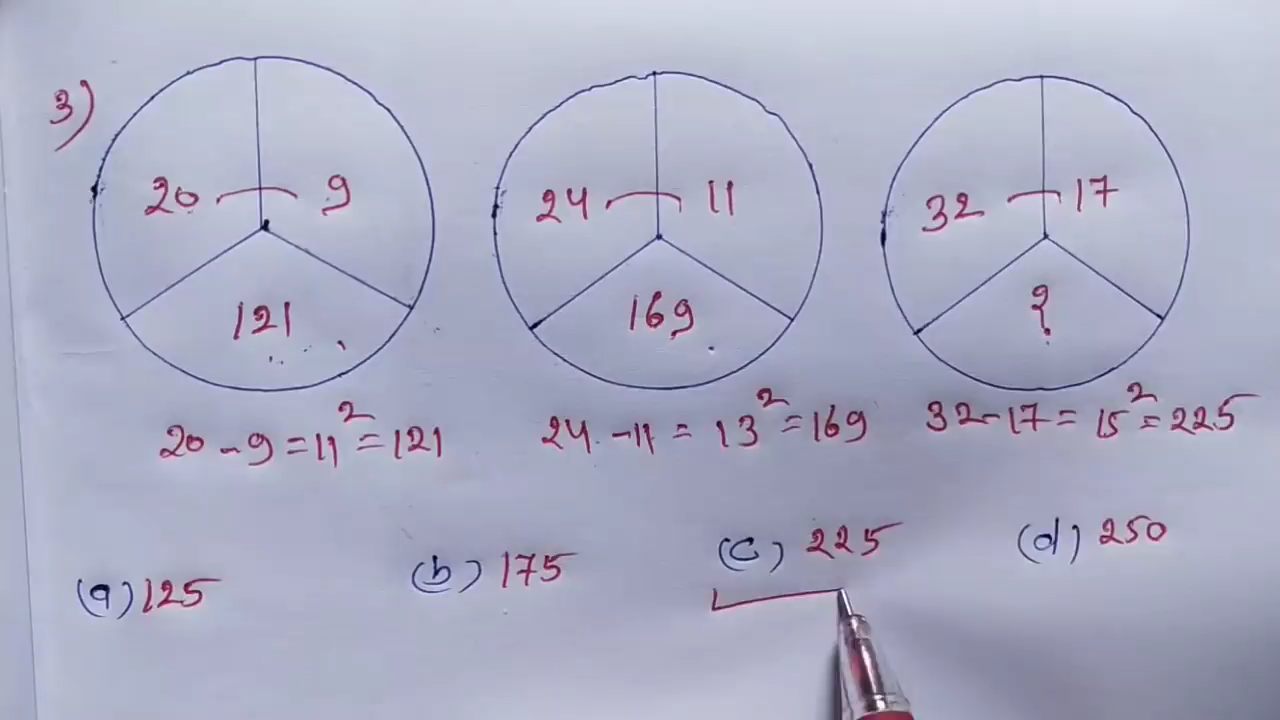 3)
20 9
121
24 11
169
32 17
?
20 - 9 = 11² = 121
24 - 11 = 13² = 169
32 - 17 = 15² = 225
(a) 125
(b) 175
(c) 225
(d) 250